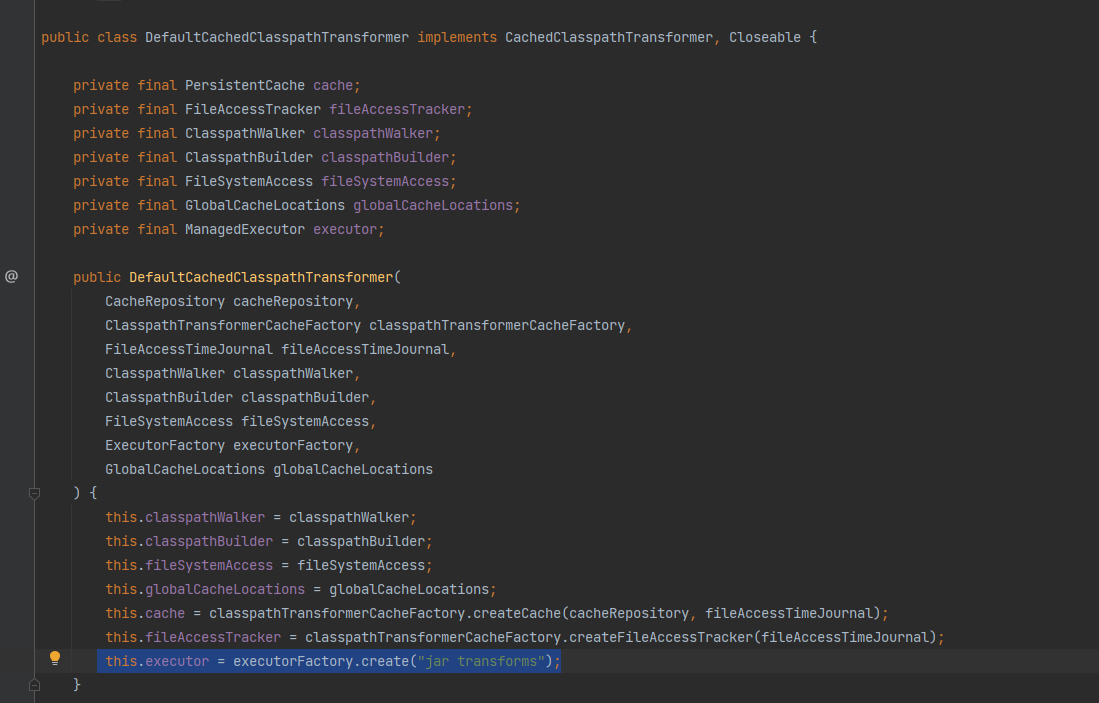 public class DefaultCachedClasspathTransformer implements CachedClasspathTransformer, Closeable {
private final PersistentCache cache;
private final FileAccessTracker fileAccessTracker;
private final ClasspathWalker classpathWalker;
private final ClasspathBuilder classpathBuilder;
private final FileSystemAccess fileSystemAccess;
private final GlobalCacheLocations globalCacheLocations;
private final ManagedExecutor executor;
@ public DefaultCachedClasspathTransformer(
CacheRepository cacheRepository,
ClasspathTransformerCacheFactory classpathTransformerCacheFactory,
FileAccessTimeJournal fileAccessTimeJournal,
ClasspathWalker classpathWalker,
ClasspathBuilder classpathBuilder,
FileSystemAccess fileSystemAccess,
ExecutorFactory executorFactory,
GlobalCacheLocations globalCacheLocations
) {
this.classpathWalker = classpathWalker;
this.classpathBuilder = classpathBuilder;
this.fileSystemAccess = fileSystemAccess;
this.globalCacheLocations = globalCacheLocations;
this.cache = classpathTransformerCacheFactory.createCache(cacheRepository, fileAccessTimeJournal);
this.fileAccessTracker = classpathTransformerCacheFactory.createFileAccessTracker(fileAccessTimeJournal);
this.executor = executorFactory.create("jar transforms");
}